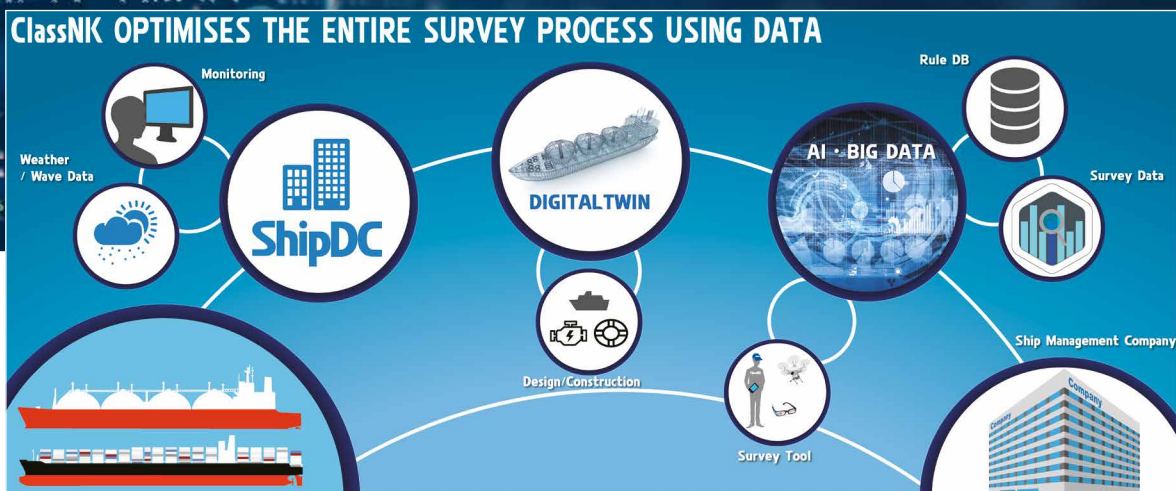 ClassNK OPTIMISES THE ENTIRE SURVEY PROCESS USING DATA
Monitoring
Weather
/ Wave Data
ShipDC
DIGITALTWIN
Design/Construction
AI・BIG DATA
Rule DB
Survey Data
Survey Tool
Ship Management Company
Company
Company